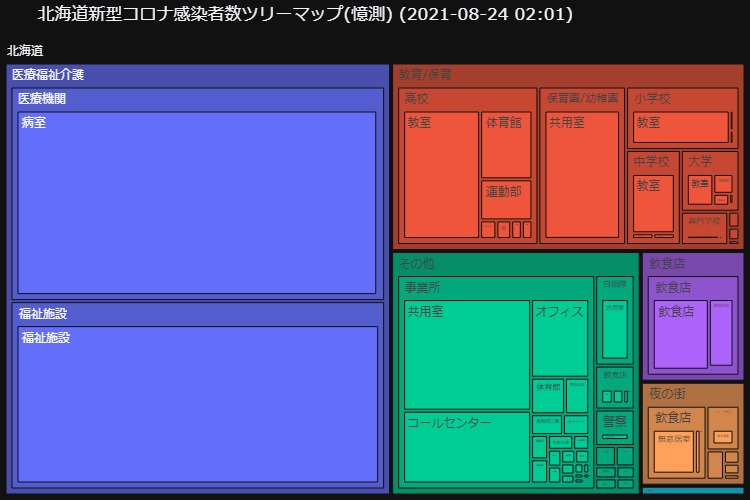 北海道新型コロナ感染者数ツリーマップ(憶測) (2021-08-24 02:01)
北海道
医療福祉介護
医療機関
病室
福祉施設
福祉施設
教育/保育
高校
教室
体育館
運動部
保育園/幼稚園
共用室
小学校
教室
中学校
教室
大学
教室
専門学校
その他
事業所
共用室
オフィス
体育館
コールセンター
自衛隊
飲食店
警察
飲食店
飲食店
飲食店
夜の街
飲食店
無窓居室